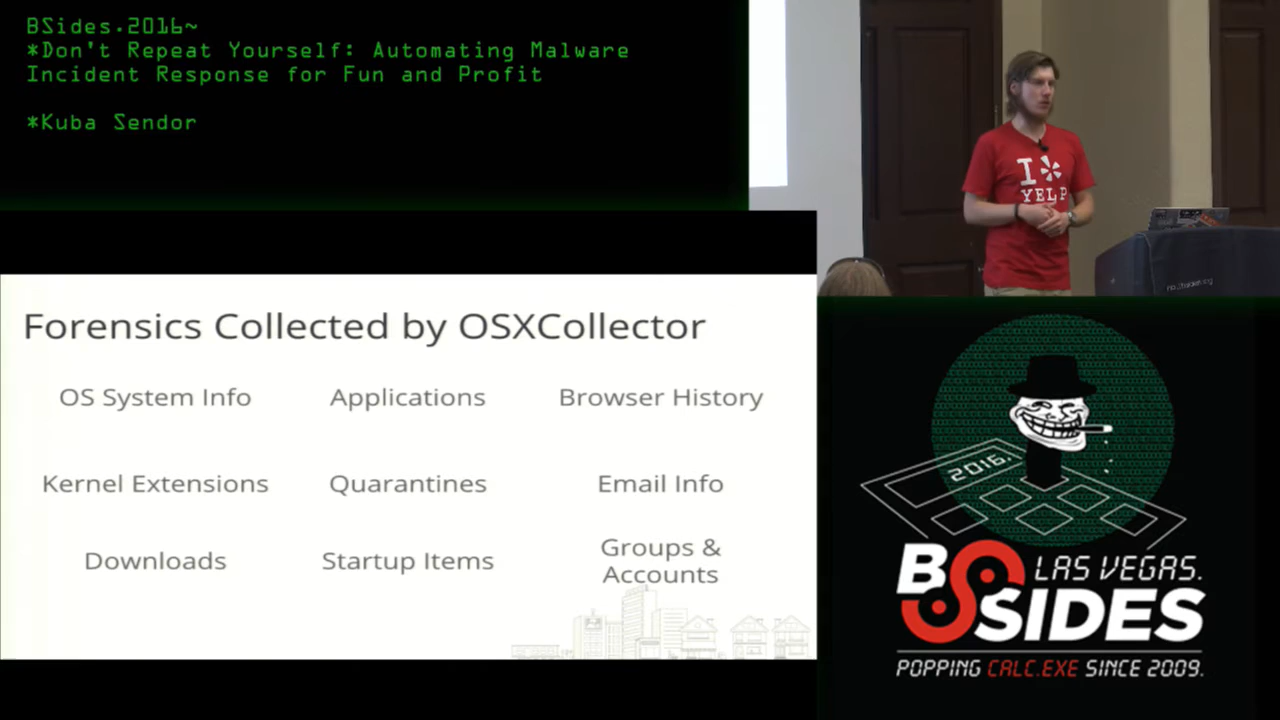 BSides.2016~
*Don't Repeat Yourself: Automating Malware
Incident Response for Fun and Profit
*Kuba Sendor
I
YELP
Forensics Collected by OSXCollector
OS System Info
Applications
Browser History
Kernel Extensions
Quarantines
Email Info
Downloads
Startup Items
Groups &
Accounts
2016.
BSIDES
LAS VEGAS.
POPPING CALC.EXE SINCE 2009.